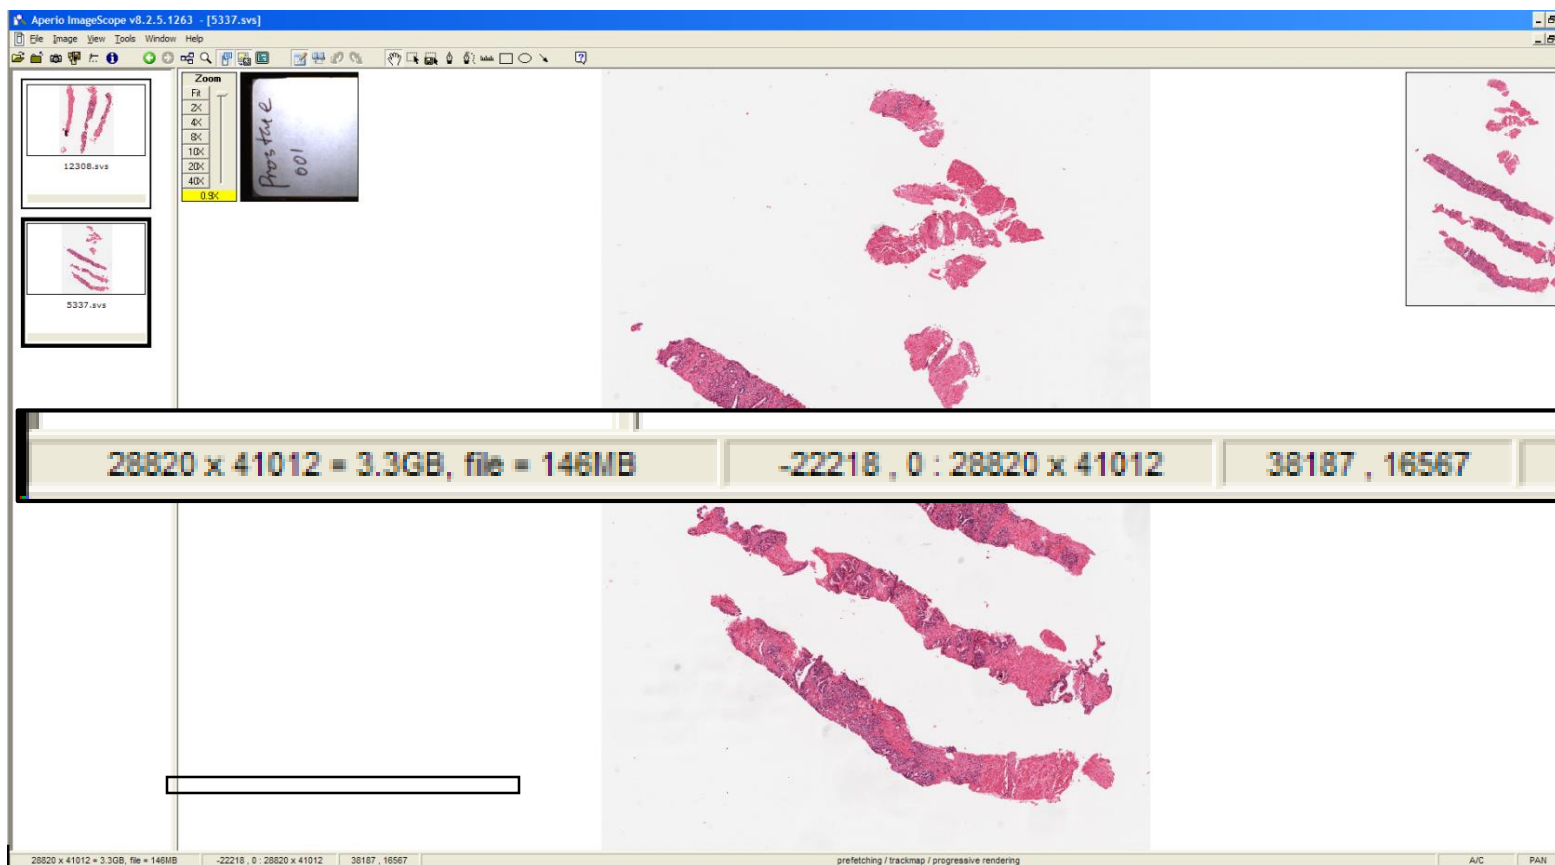 Aperio ImageScope v8.2.5.1263 - [5337.svs]
File Image View Tools Window Help
Zoom
Fit
2X
4X
8X
10X
20X
40X
0.9X
Prostate
001
12308.svs
5337.svs
28820 x 41012 = 3.3GB, file = 146MB
-22218 , 0 : 28820 x 41012
38187 , 16567
28820 x 41012 = 3.3GB, file = 146MB
-22218 , 0 : 28820 x 41012
38187 , 16567
prefetching / trackmap / progressive rendering
A/C
PAN